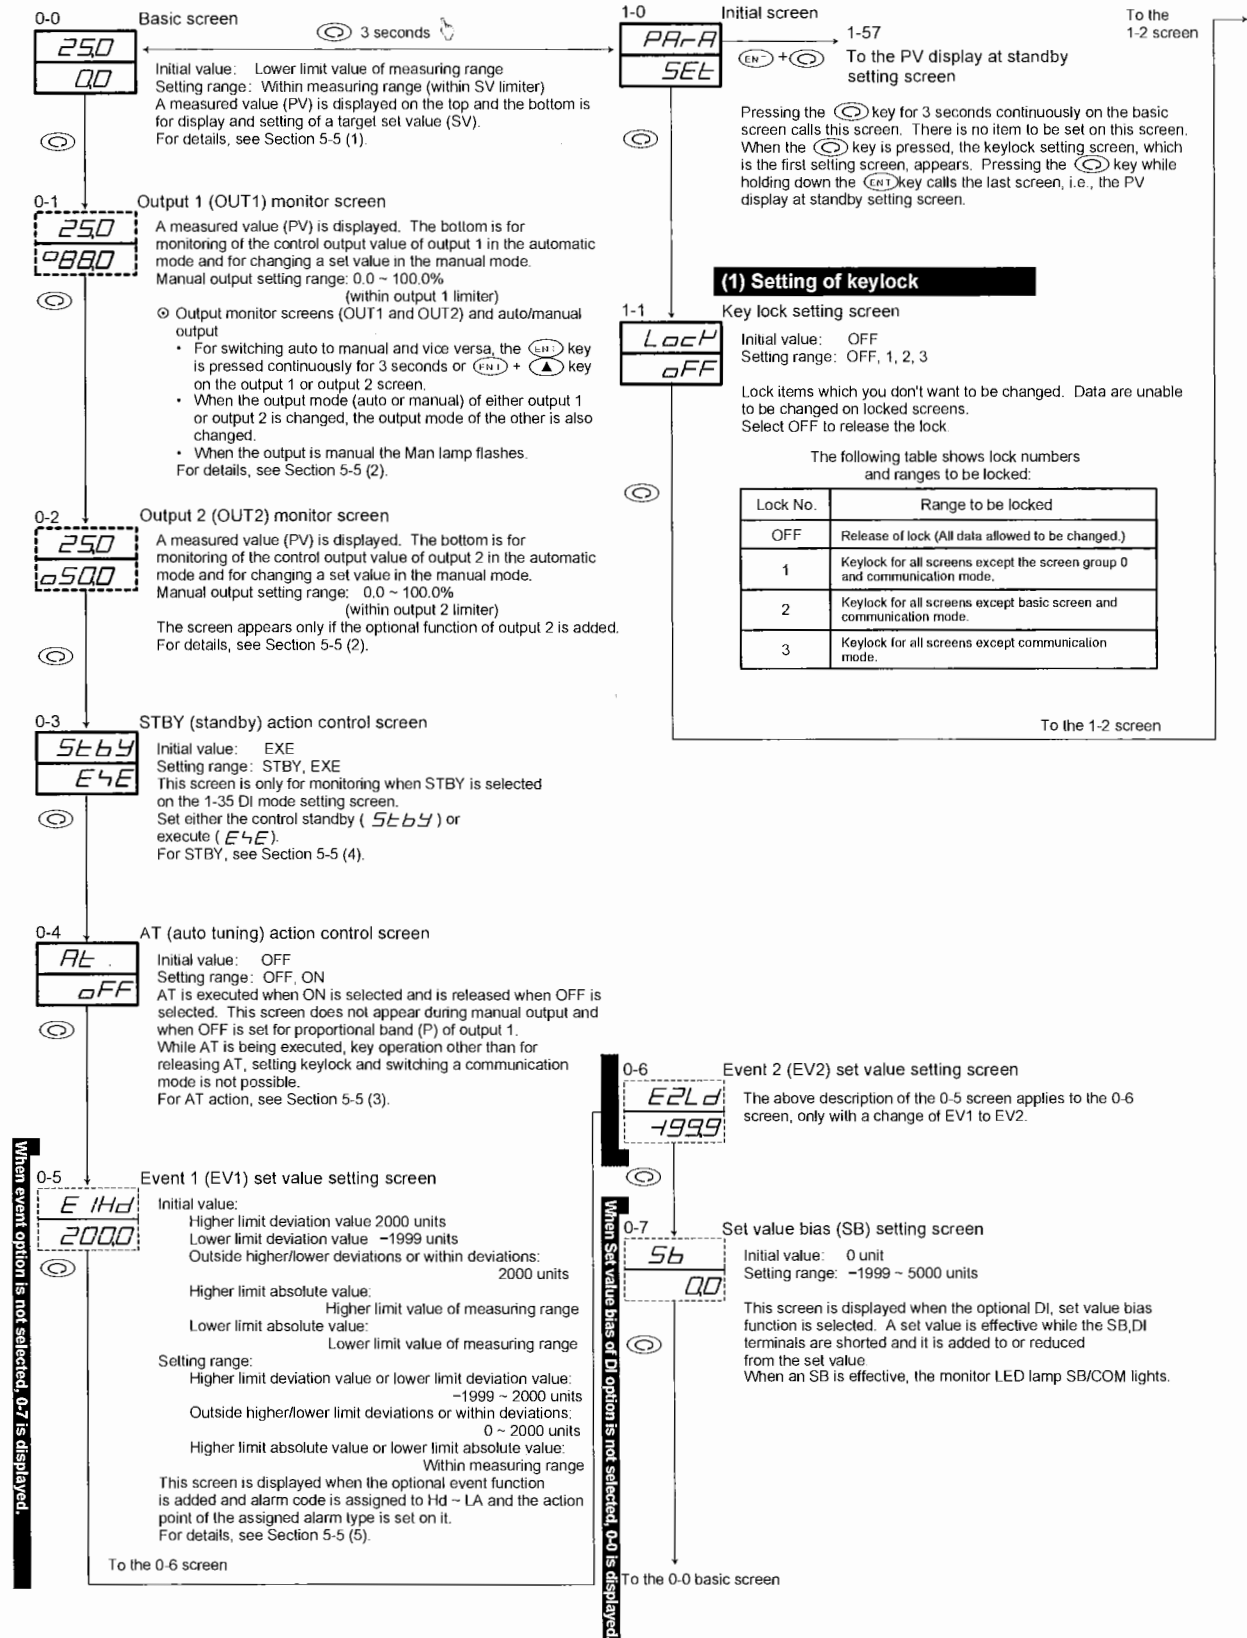 0-0
Basic screen
3 seconds
25.0
0.0
Initial value: Lower limit value of measuring range
Setting range: Within measuring range (within SV limiter)
A measured value (PV) is displayed on the top and the bottom is
for display and setting of a target set value (SV).
For details, see Section 5-5 (1).
0-1
Output 1 (OUT1) monitor screen
25.0
o88.0
A measured value (PV) is displayed. The bottom is for
monitoring of the control output value of output 1 in the automatic
mode and for changing a set value in the manual mode.
Manual output setting range: 0.0 ~ 100.0%
(within output 1 limiter)
⊙ Output monitor screens (OUT1 and OUT2) and auto/manual
output
• For switching auto to manual and vice versa, the ENT key
is pressed continuously for 3 seconds or ENT + ▲ key
on the output 1 or output 2 screen.
• When the output mode (auto or manual) of either output 1
or output 2 is changed, the output mode of the other is also
changed.
• When the output is manual the Man lamp flashes.
For details, see Section 5-5 (2).
0-2
Output 2 (OUT2) monitor screen
25.0
o50.0
A measured value (PV) is displayed. The bottom is for
monitoring of the control output value of output 2 in the automatic
mode and for changing a set value in the manual mode.
Manual output setting range: 0.0 ~ 100.0%
(within output 2 limiter)
The screen appears only if the optional function of output 2 is added.
For details, see Section 5-5 (2).
0-3
STBY (standby) action control screen
Stby
EXE
Initial value: EXE
Setting range: STBY, EXE
This screen is only for monitoring when STBY is selected
on the 1-35 DI mode setting screen.
Set either the control standby ( Stby ) or
execute ( EXE ).
For STBY, see Section 5-5 (4).
0-4
AT (auto tuning) action control screen
At .
oFF
Initial value: OFF
Setting range: OFF, ON
AT is executed when ON is selected and is released when OFF is
selected. This screen does not appear during manual output and
when OFF is set for proportional band (P) of output 1.
While AT is being executed, key operation other than for
releasing AT, setting keylock and switching a communication
mode is not possible.
For AT action, see Section 5-5 (3).
When event option is not selected, 0-7 is displayed.
0-5
Event 1 (EV1) set value setting screen
E1Hd
200.0
Initial value:
Higher limit deviation value 2000 units
Lower limit deviation value −1999 units
Outside higher/lower deviations or within deviations:
2000 units
Higher limit absolute value:
Higher limit value of measuring range
Lower limit absolute value:
Lower limit value of measuring range
Setting range:
Higher limit deviation value or lower limit deviation value:
−1999 ~ 2000 units
Outside higher/lower limit deviations or within deviations:
0 ~ 2000 units
Higher limit absolute value or lower limit absolute value:
Within measuring range
This screen is displayed when the optional event function
is added and alarm code is assigned to Hd ~ LA and the action
point of the assigned alarm type is set on it.
For details, see Section 5-5 (5).
To the 0-6 screen
1-0
Initial screen
PArA
SEt
1-57
EN + To the PV display at standby
setting screen
To the
1-2 screen
Pressing the key for 3 seconds continuously on the basic
screen calls this screen. There is no item to be set on this screen.
When the key is pressed, the keylock setting screen, which
is the first setting screen, appears. Pressing the key while
holding down the ENT key calls the last screen, i.e., the PV
display at standby setting screen.
(1) Setting of keylock
1-1
Key lock setting screen
Lock
oFF
Initial value: OFF
Setting range: OFF, 1, 2, 3
Lock items which you don't want to be changed. Data are unable
to be changed on locked screens.
Select OFF to release the lock
The following table shows lock numbers
and ranges to be locked:
Lock No. Range to be locked
OFF Release of lock (All data allowed to be changed.)
1 Keylock for all screens except the screen group 0
and communication mode.
2 Keylock for all screens except basic screen and
communication mode.
3 Keylock for all screens except communication
mode.
To the 1-2 screen
0-6
Event 2 (EV2) set value setting screen
E2Ld
-199.9
The above description of the 0-5 screen applies to the 0-6
screen, only with a change of EV1 to EV2.
When Set value bias of DI option is not selected, 0-0 is displayed
0-7
Set value bias (SB) setting screen
Sb
0.0
Initial value: 0 unit
Setting range: −1999 ~ 5000 units
This screen is displayed when the optional DI, set value bias
function is selected. A set value is effective while the SB,DI
terminals are shorted and it is added to or reduced
from the set value
When an SB is effective, the monitor LED lamp SB/COM lights.
To the 0-0 basic screen